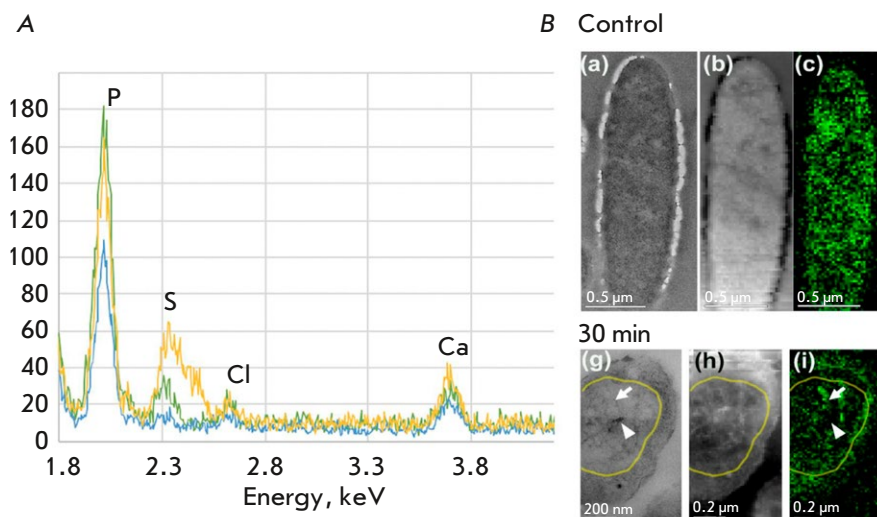 A
180
160
140
120
100
80
60
40
20
0
P
S
Cl
Ca
1.8
2.3
2.8
3.3
3.8
Energy, keV
B Control
(a)
(b)
(c)
0.5 µm
0.5 µm
0.5 µm
30 min
(g)
(h)
(i)
200 nm
0.2 µm
0.2 µm